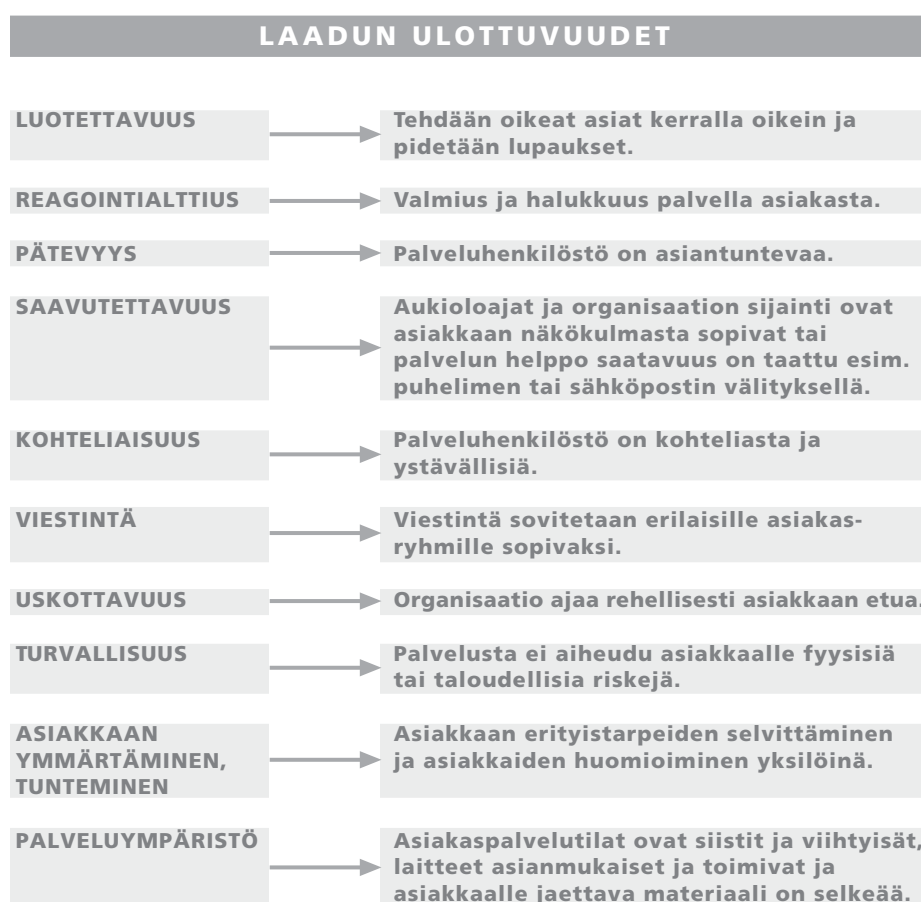 LAADUN ULOTTUVUUDET
LUOTETTAVUUS
Tehdään oikeat asiat kerralla oikein ja
pidetään lupaukset.
REAGOINTIALTTIUS
Valmius ja halukkuus palvella asiakasta.
PÄTEVYYS
Palveluhenkilöstö on asiantuntevaa.
SAAVUTETTAVUUS
Aukioloajat ja organisaation sijainti ovat
asiakkaan näkökulmasta sopivat tai
palvelun helppo saatavuus on taattu esim.
puhelimen tai sähköpostin välityksellä.
KOHTELIAISUUS
Palveluhenkilöstö on kohteliasta ja
ystävällisiä.
VIESTINTÄ
Viestintä sovitetaan erilaisille asiakas-
ryhmille sopivaksi.
USKOTTAVUUS
Organisaatio ajaa rehellisesti asiakkaan etua.
TURVALLISUUS
Palvelusta ei aiheudu asiakkaalle fyysisiä
tai taloudellisia riskejä.
ASIAKKAAN
YMMÄRTÄMINEN,
TUNTEMINEN
Asiakkaan erityistarpeiden selvittäminen
ja asiakkaiden huomioiminen yksilöinä.
PALVELUYMPÄRISTÖ
Asiakaspalvelutilat ovat siistit ja viihtyisät,
laitteet asianmukaiset ja toimivat ja
asiakkaalle jaettava materiaali on selkeää.